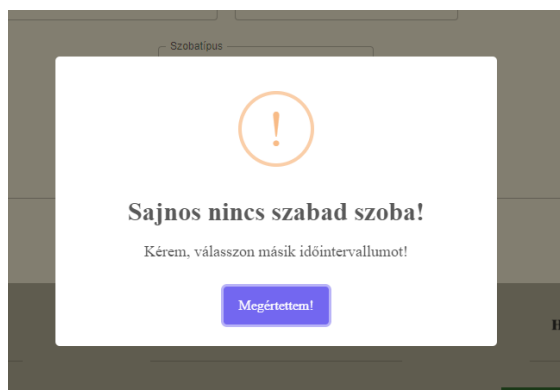 Szobatípus
!
Sajnos nincs szabad szoba!
Kérem, válasszon másik időintervallumot!
Megértettem!
H